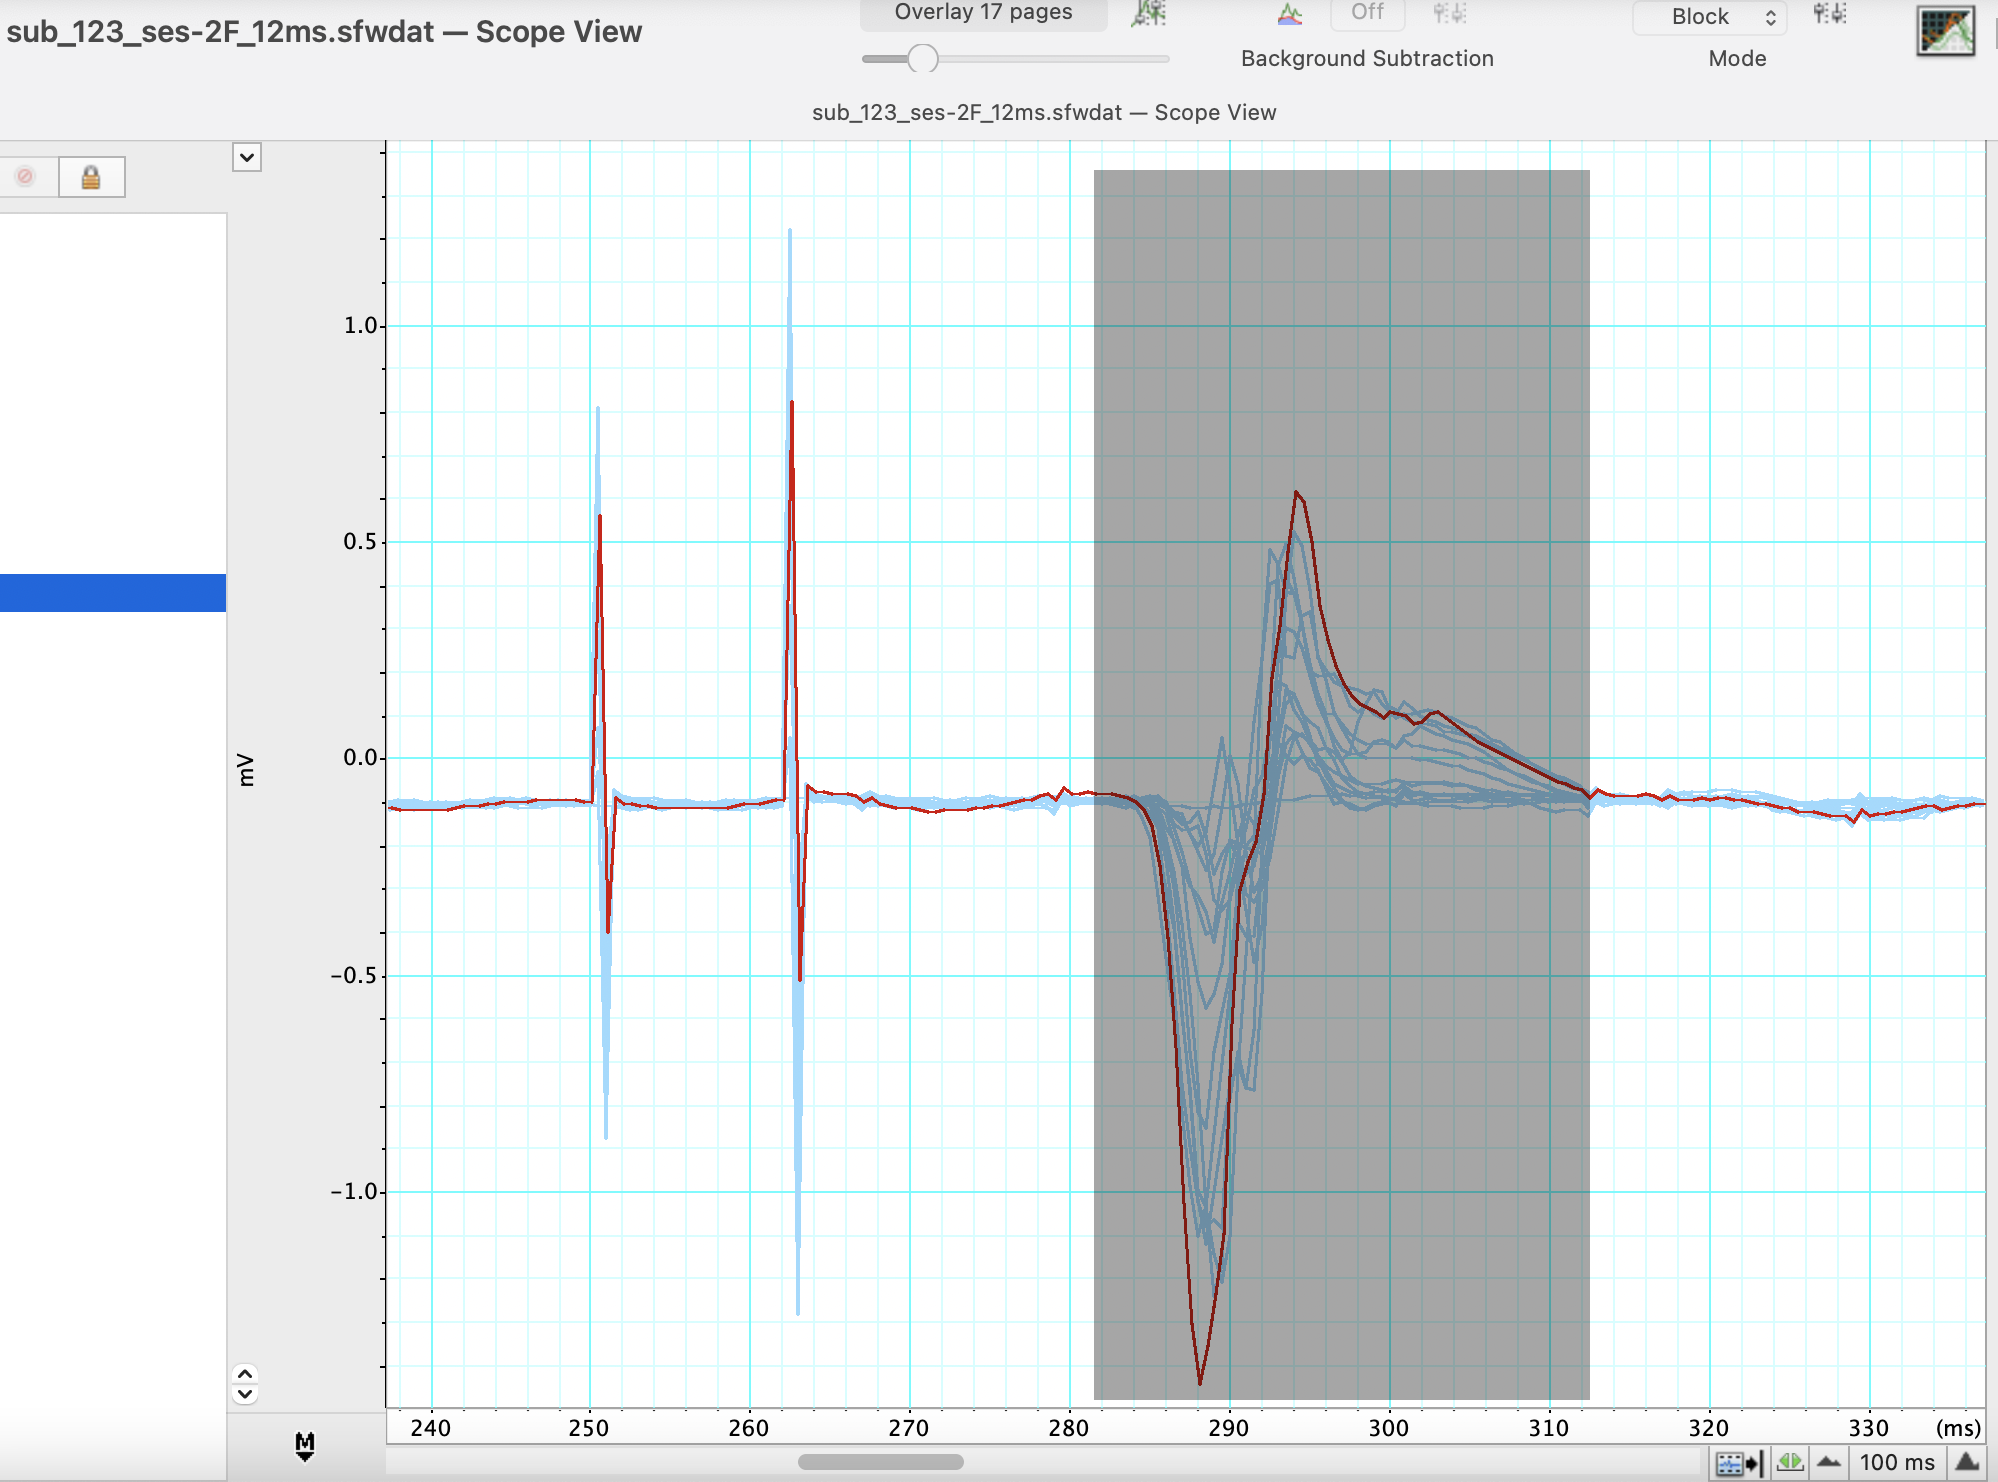 sub_123_ses-2F_12ms.sfwdat — Scope View
Overlay 17 pages
Off
Block
Background Subtraction
Mode
sub_123_ses-2F_12ms.sfwdat — Scope View
1.0
0.5
0.0
mV
−0.5
−1.0
240 250 260 270 280 290 300 310 320 330 (ms)
M
100 ms